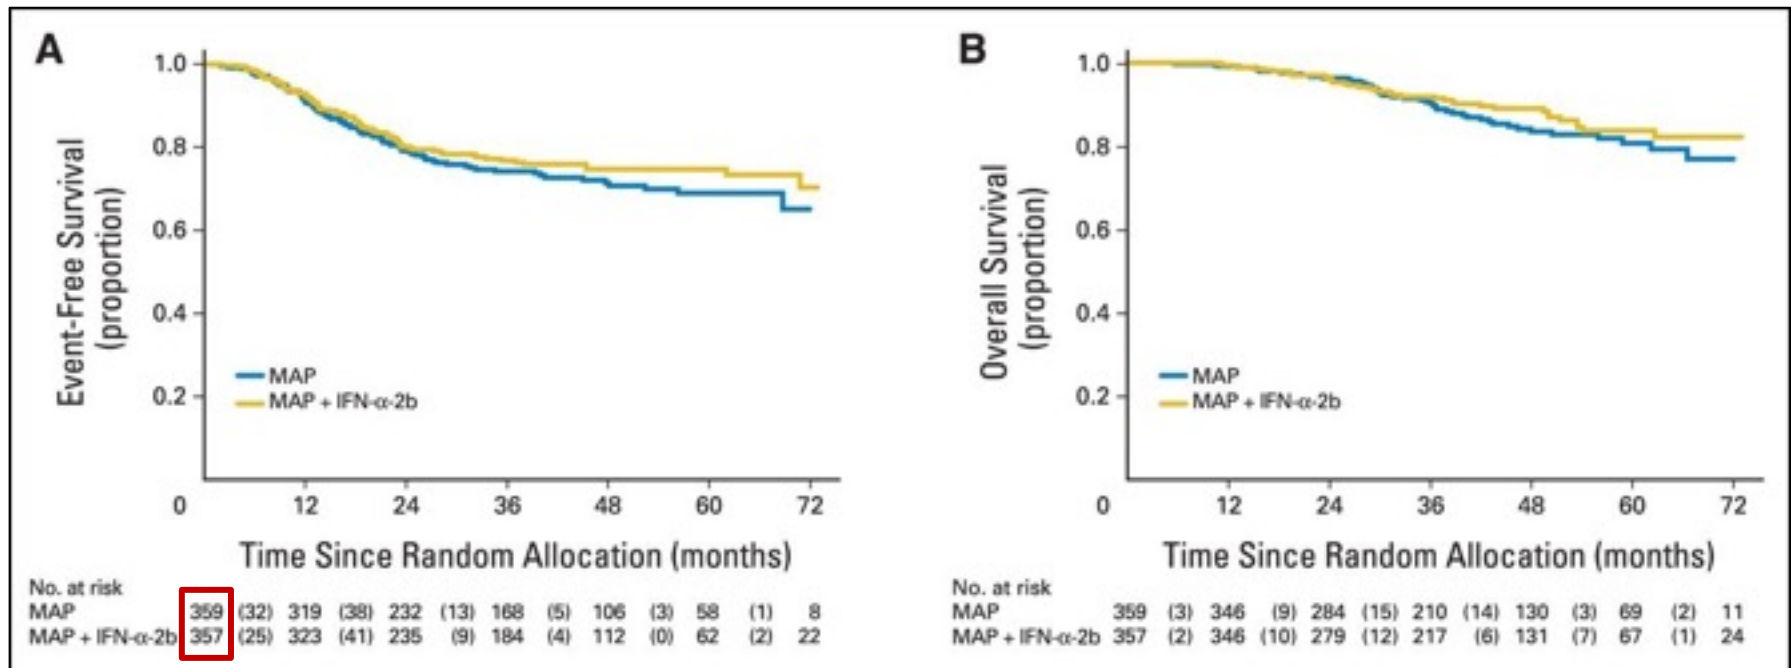 A
Event-Free Survival
(proportion)
1.0
0.8
0.6
0.4
0.2
MAP
MAP + IFN-α-2b
0 12 24 36 48 60 72
Time Since Random Allocation (months)
No. at risk
MAP 359 (32) 319 (38) 232 (13) 168 (5) 106 (3) 58 (1) 8
MAP + IFN-α-2b 357 (25) 323 (41) 235 (9) 184 (4) 112 (0) 62 (2) 22
B
Overall Survival
(proportion)
1.0
0.8
0.6
0.4
0.2
MAP
MAP + IFN-α-2b
0 12 24 36 48 60 72
Time Since Random Allocation (months)
No. at risk
MAP 359 (3) 346 (9) 284 (15) 210 (14) 130 (3) 69 (2) 11
MAP + IFN-α-2b 357 (2) 346 (10) 279 (12) 217 (6) 131 (7) 67 (1) 24